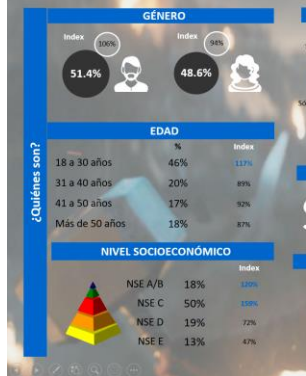 ¿Quiénes son?
GÉNERO
Index 106% Index 94%
51.4% 48.6%
EDAD
% Index
18 a 30 años 46% 117%
31 a 40 años 20% 89%
41 a 50 años 17% 92%
Más de 50 años 18% 87%
NIVEL SOCIOECONÓMICO
Index
NSE A/B 18%
NSE C 50%
NSE D 19% 72%
NSE E 13% 47%